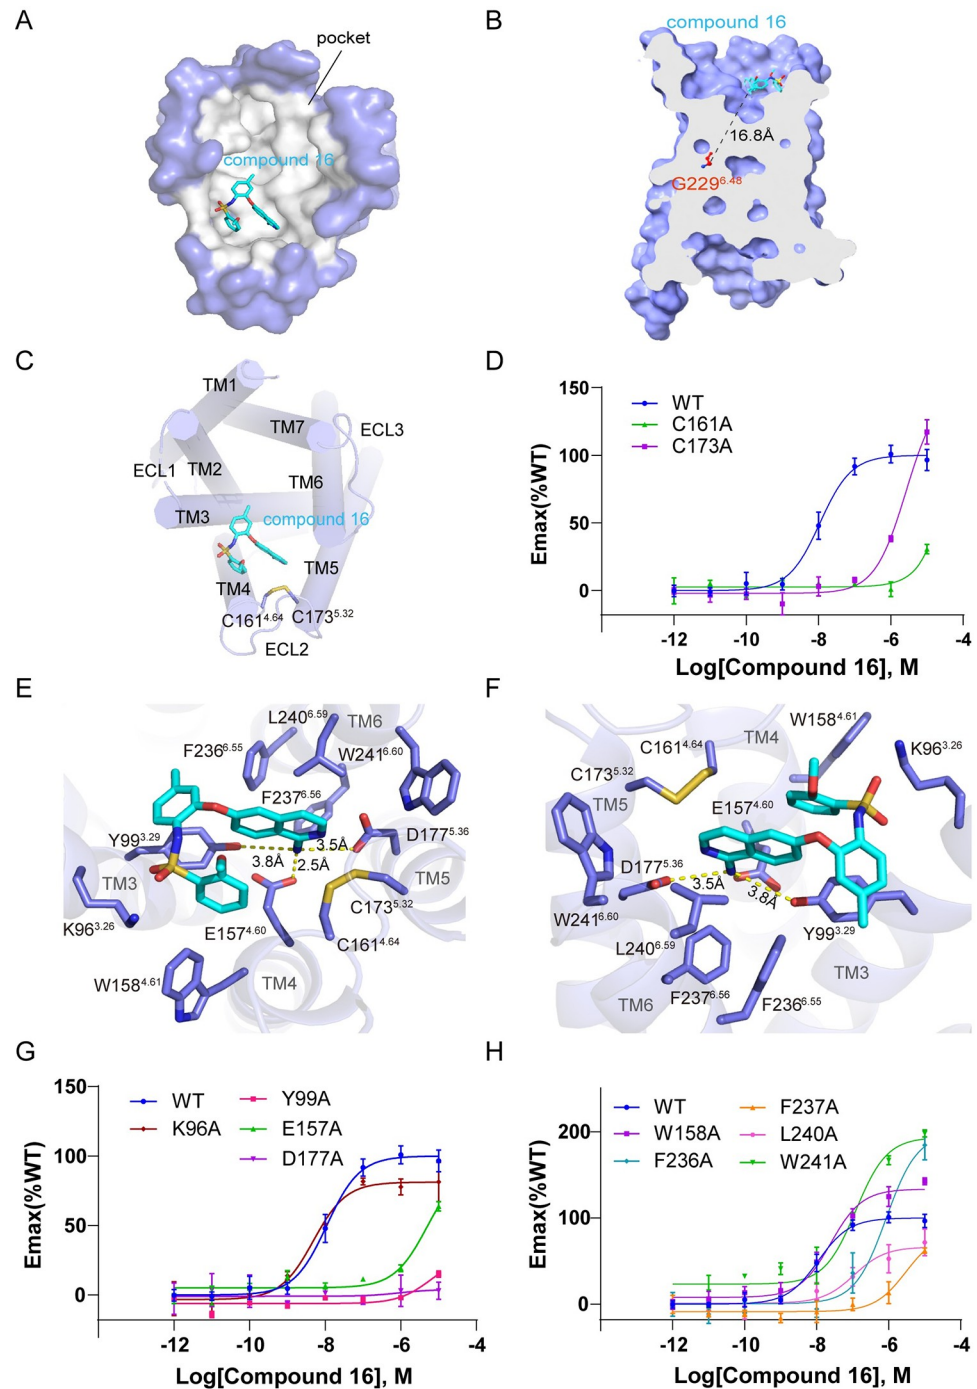 A
pocket
compound 16
B
compound 16
16.8Å
G229^6.48
C
TM1
TM7
ECL3
ECL1
TM2
TM6
TM3
compound 16
TM5
TM4
C161^4.64
C173^5.32
ECL2
D
150
100
50
0
Emax(%WT)
WT
C161A
C173A
-12
-10
-8
-6
-4
Log[Compound 16], M
E
L240^6.59
TM6
F236^6.55
W241^6.60
F237^6.56
Y99^3.29
3.5Å
D177^5.36
3.8Å
2.5Å
TM3
TM5
C173^5.32
K96^3.26
E157^4.60
C161^4.64
W158^4.61
TM4
F
W158^4.61
C161^4.64
TM4
K96^3.26
C173^5.32
TM5
E157^4.60
D177^5.36
3.5Å
3.8Å
W241^6.60
Y99^3.29
L240^6.59
TM3
TM6
F237^6.56
F236^6.55
G
150
100
50
0
Emax(%WT)
WT
K96A
Y99A
E157A
D177A
-12
-10
-8
-6
-4
Log[Compound 16], M
H
200
100
0
Emax(%WT)
WT
W158A
F236A
F237A
L240A
W241A
-12
-10
-8
-6
-4
Log[Compound 16], M